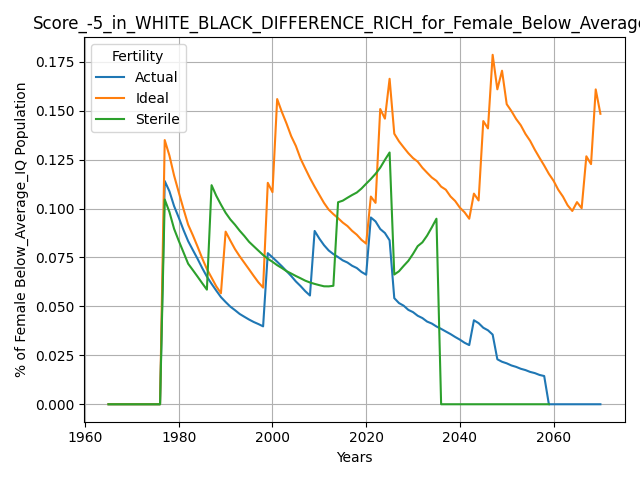 Score_-5_in_WHITE_BLACK_DIFFERENCE_RICH_for_Female_Below_Average
Fertility
Actual
Ideal
Sterile
% of Female Below_Average_IQ Population
0.175
0.150
0.125
0.100
0.075
0.050
0.025
0.000
1960
1980
2000
2020
2040
2060
Years